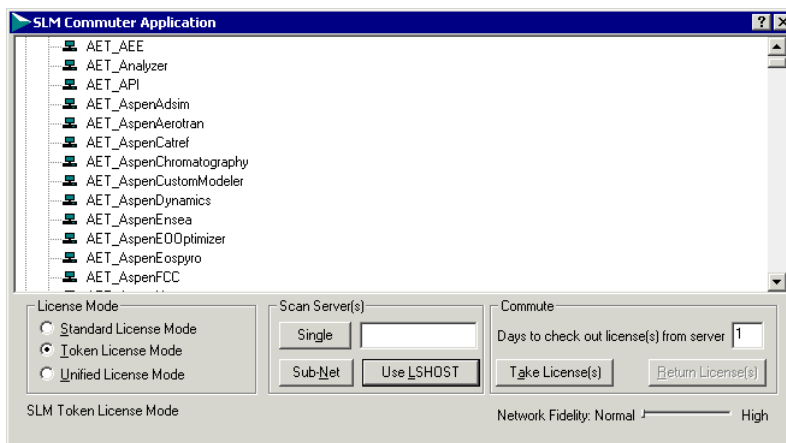 SLM Commuter Application
AET_AEE
AET_Analyzer
AET_API
AET_AspenAdsim
AET_AspenAerotran
AET_AspenCatref
AET_AspenChromatography
AET_AspenCustomModeler
AET_AspenDynamics
AET_AspenEnsea
AET_AspenEOOptimizer
AET_AspenEospyro
AET_AspenFCC
License Mode
Standard License Mode
Token License Mode
Unified License Mode
Scan Server(s)
Single
Sub-Net
Use LSHOST
Commute
Days to check out license(s) from server 1
Take License(s)
Return License(s)
SLM Token License Mode
Network Fidelity: Normal
High